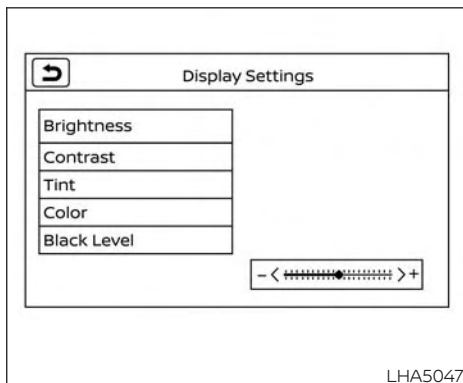 Display Settings
Brightness
Contrast
Tint
Color
Black Level
- < > +
LHA5047